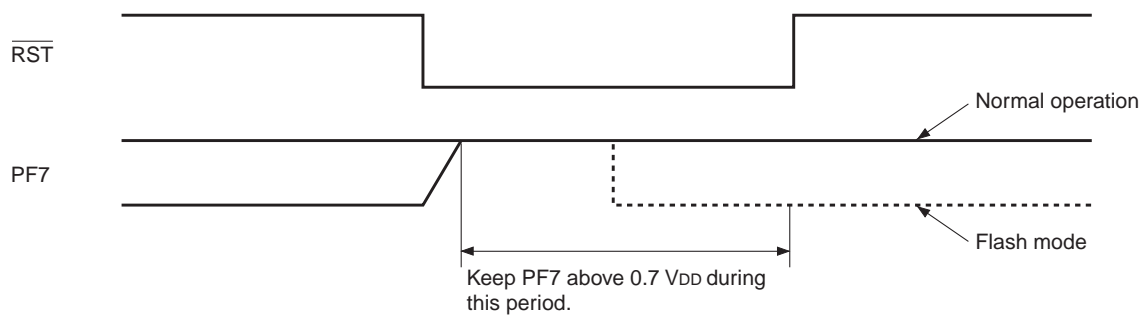 RST
Normal operation
PF7
Flash mode
Keep PF7 above 0.7 VDD during
this period.